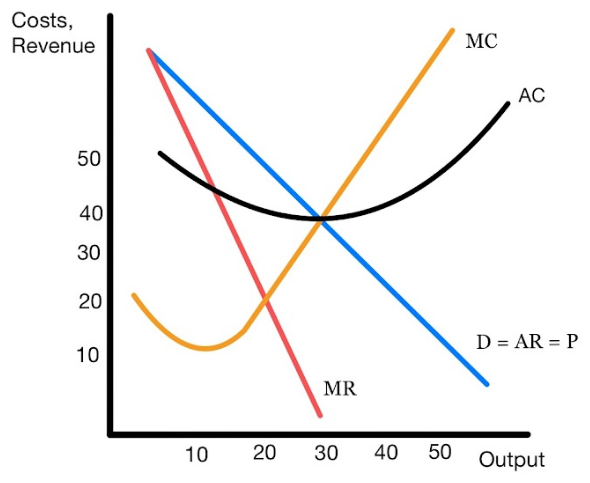 Costs,
Revenue
MC
AC
50
40
30
20
10
D = AR = P
MR
10 20 30 40 50 Output